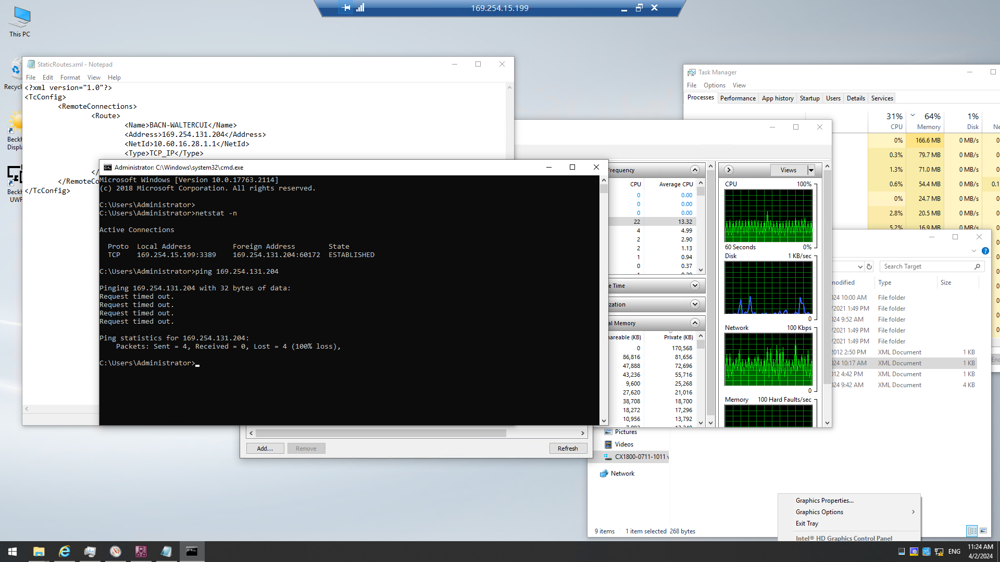 169.254.15.199
This PC
Recycl
Beckh
Displa
Beckh
UWF
StaticRoutes.xml - Notepad
File Edit Format View Help
<?xml version="1.0"?>
<TcConfig>
<RemoteConnections>
<Route>
<Name>BACN-WALTERCUI</Name>
<Address>169.254.131.204</Address>
<NetId>10.60.16.28.1.1</NetId>
<Type>TCP_IP</Type>
</
</RemoteCo
</TcConfig>
Administrator: C:\Windows\system32\cmd.exe
Microsoft Windows [Version 10.0.17763.2114]
(c) 2018 Microsoft Corporation. All rights reserved.
C:\Users\Administrator>
C:\Users\Administrator>netstat -n
Active Connections
Proto Local Address Foreign Address State
TCP 169.254.15.199:3389 169.254.131.204:60172 ESTABLISHED
C:\Users\Administrator>ping 169.254.131.204
Pinging 169.254.131.204 with 32 bytes of data:
Request timed out.
Request timed out.
Request timed out.
Request timed out.
Ping statistics for 169.254.131.204:
Packets: Sent = 4, Received = 0, Lost = 4 (100% loss),
C:\Users\Administrator>
Add... Remove Refresh
Task Manager
File Options View
Processes Performance App history Startup Users Details Services
31% 64% 1%
CPU Memory Disk Ne
0% 166.6 MB 0 MB/s 0
0.3% 79.7 MB 0 MB/s 0
1.3% 71.0 MB 0 MB/s 0
0.6% 54.4 MB 0 MB/s 0.1
0% 24.7 MB 0 MB/s 0
2.8% 20.5 MB 0 MB/s 0
5.2% 16.9 MB 0 MB/s 0
Frequency
CPU Average CPU
0 0.00
0 0.00
0 0.00
22 13.32
4 4.99
2 2.90
2 1.13
1 0.94
0 0.37
e Time
zation
al Memory
hareable (KB) Private (KB)
0 170,568
86,816 81,656
47,888 72,696
43,236 55,716
9,600 25,268
27,620 21,016
38,708 18,700
18,272 17,296
10,956 13,792
Views
CPU 100%
60 Seconds 0%
Disk 1 KB/sec
0
Network 100 Kbps
0
Memory 100 Hard Faults/sec
Search Target
modified Type Size
024 10:00 AM File folder
/2021 1:49 PM File folder
024 9:52 AM File folder
/2021 1:49 PM File folder
/2021 1:49 PM File folder
2012 2:50 PM XML Document 1 KB
024 10:17 AM XML Document 1 KB
012 4:42 PM XML Document 1 KB
024 9:42 AM XML Document 4 KB
Enc
Pictures
Videos
CX1800-0711-1011 v
Network
9 items 1 item selected 268 bytes
Graphics Properties...
Graphics Options
Exit Tray
Intel® HD Graphics Control Panel
ENG
11:24 AM
4/2/2024